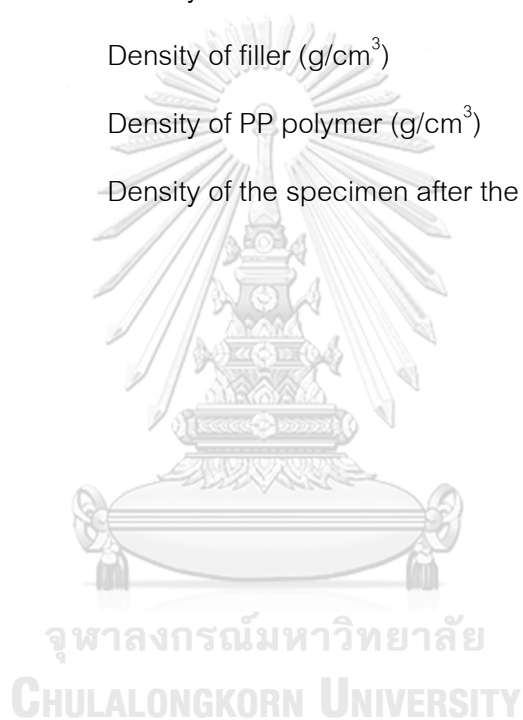 Density of filler (g/cm³)
Density of PP polymer (g/cm³)
Density of the specimen after the
จุฬาลงกรณ์มหาวิทยาลัย
CHULALONGKORN UNIVERSITY